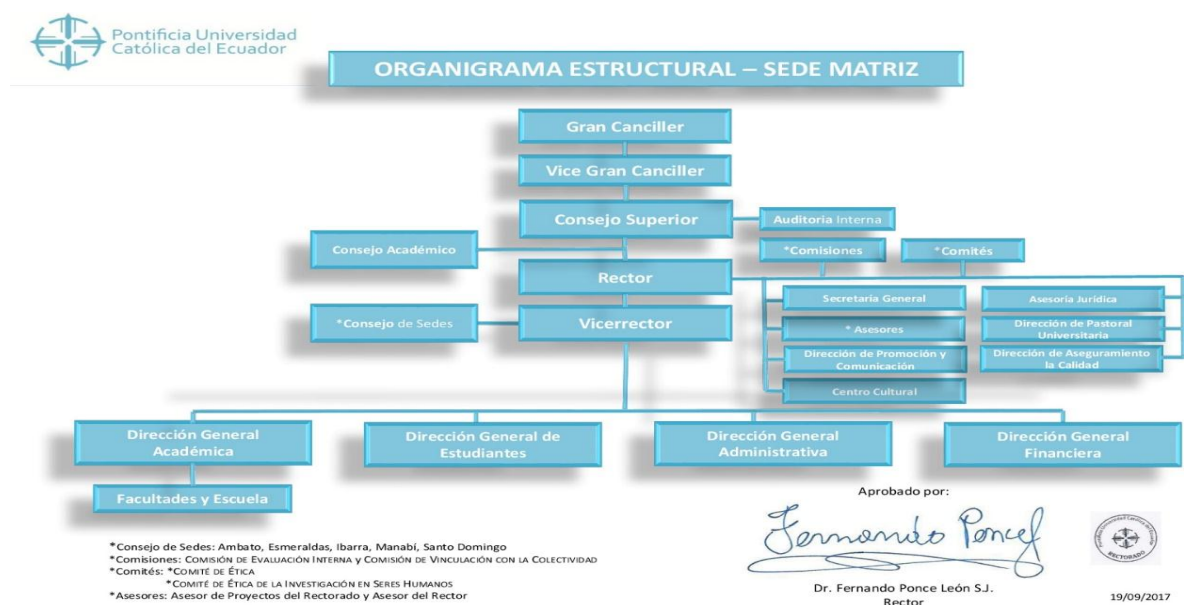 Pontificia Universidad
Católica del Ecuador
ORGANIGRAMA ESTRUCTURAL – SEDE MATRIZ
Gran Canciller
Vice Gran Canciller
Consejo Superior
Auditoria Interna
Consejo Académico
*Comisiones
*Comités
Rector
Secretaría General
Asesoría Jurídica
*Consejo de Sedes
Vicerrector
* Asesores
Dirección de Pastoral
Universitaria
Dirección de Promoción y
Comunicación
Dirección de Aseguramiento
la Calidad
Centro Cultural
Dirección General
Académica
Dirección General de
Estudiantes
Dirección General
Administrativa
Dirección General
Financiera
Facultades y Escuela
Aprobado por:
Fernando Ponce
*Consejo de Sedes: Ambato, Esmeraldas, Ibarra, Manabí, Santo Domingo
*Comisiones: COMISIÓN DE EVALUACIÓN INTERNA y COMISIÓN DE VINCULACIÓN CON LA COLECTIVIDAD
*Comités: *COMITÉ DE ÉTICA
*COMITÉ DE ÉTICA DE LA INVESTIGACIÓN EN SERES HUMANOS
*Asesores: Asesor de Proyectos del Rectorado y Asesor del Rector
Dr. Fernando Ponce León S.J.
Rector
RECTORADO
19/09/2017